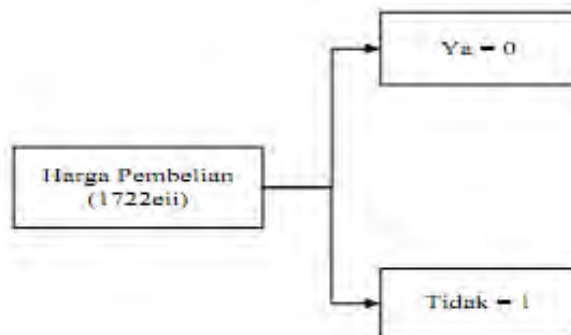 Ya = 0
Harga Pembelian
(1722eii)
Tidak = 1